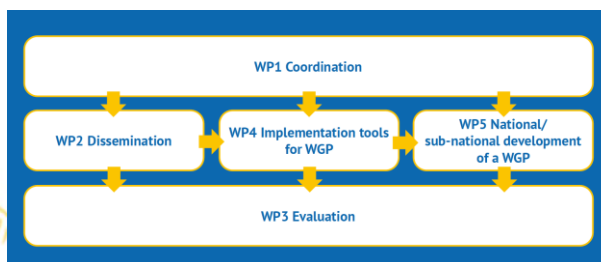 WP1 Coordination
WP2 Dissemination
WP4 Implementation tools
for WGP
WP5 National/
sub-national development
of a WGP
WP3 Evaluation